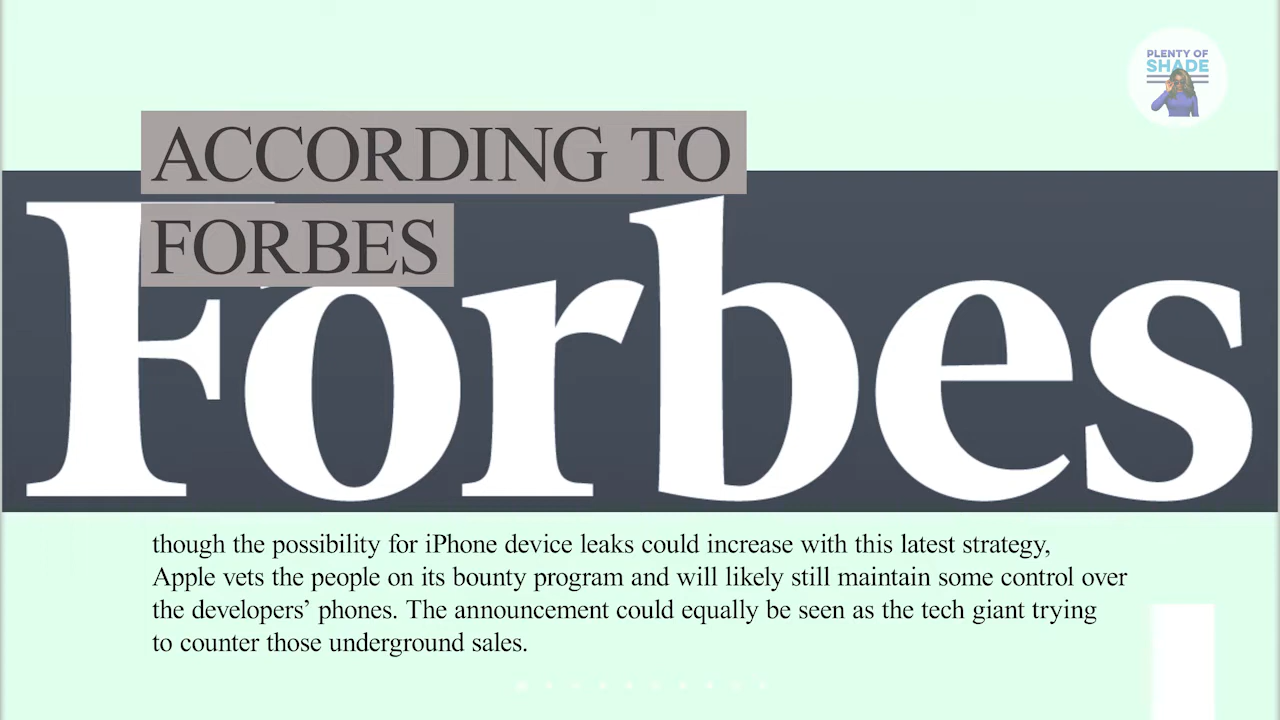 PLENTY OF
SHADE
ACCORDING TO
FORBES
Forbes
though the possibility for iPhone device leaks could increase with this latest strategy,
Apple vets the people on its bounty program and will likely still maintain some control over
the developers’ phones. The announcement could equally be seen as the tech giant trying
to counter those underground sales.